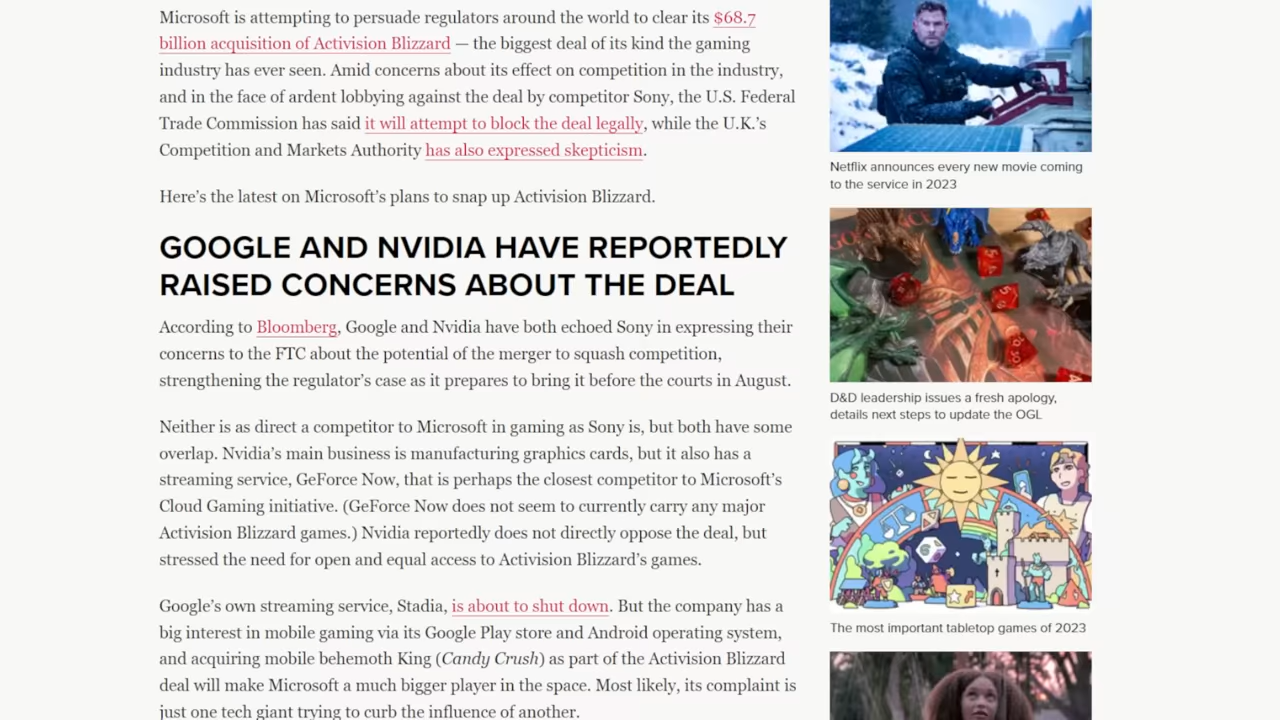 Microsoft is attempting to persuade regulators around the world to clear its $68.7
billion acquisition of Activision Blizzard — the biggest deal of its kind the gaming
industry has ever seen. Amid concerns about its effect on competition in the industry,
and in the face of ardent lobbying against the deal by competitor Sony, the U.S. Federal
Trade Commission has said it will attempt to block the deal legally, while the U.K.’s
Competition and Markets Authority has also expressed skepticism.
Here’s the latest on Microsoft’s plans to snap up Activision Blizzard.
GOOGLE AND NVIDIA HAVE REPORTEDLY
RAISED CONCERNS ABOUT THE DEAL
According to Bloomberg, Google and Nvidia have both echoed Sony in expressing their
concerns to the FTC about the potential of the merger to squash competition,
strengthening the regulator’s case as it prepares to bring it before the courts in August.
Neither is as direct a competitor to Microsoft in gaming as Sony is, but both have some
overlap. Nvidia’s main business is manufacturing graphics cards, but it also has a
streaming service, GeForce Now, that is perhaps the closest competitor to Microsoft’s
Cloud Gaming initiative. (GeForce Now does not seem to currently carry any major
Activision Blizzard games.) Nvidia reportedly does not directly oppose the deal, but
stressed the need for open and equal access to Activision Blizzard’s games.
Google’s own streaming service, Stadia, is about to shut down. But the company has a
big interest in mobile gaming via its Google Play store and Android operating system,
and acquiring mobile behemoth King (Candy Crush) as part of the Activision Blizzard
deal will make Microsoft a much bigger player in the space. Most likely, its complaint is
just one tech giant trying to curb the influence of another.
Netflix announces every new movie coming
to the service in 2023
D&D leadership issues a fresh apology,
details next steps to update the OGL
The most important tabletop games of 2023